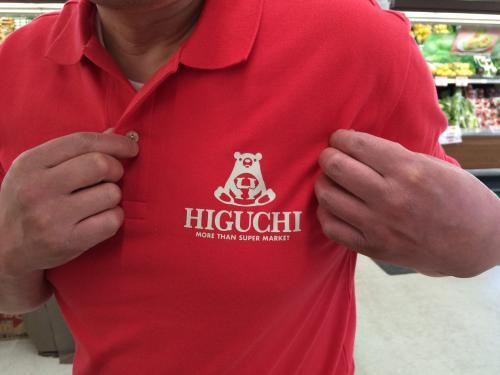 HIGUCHI
MORE THAN SUPER MARKET